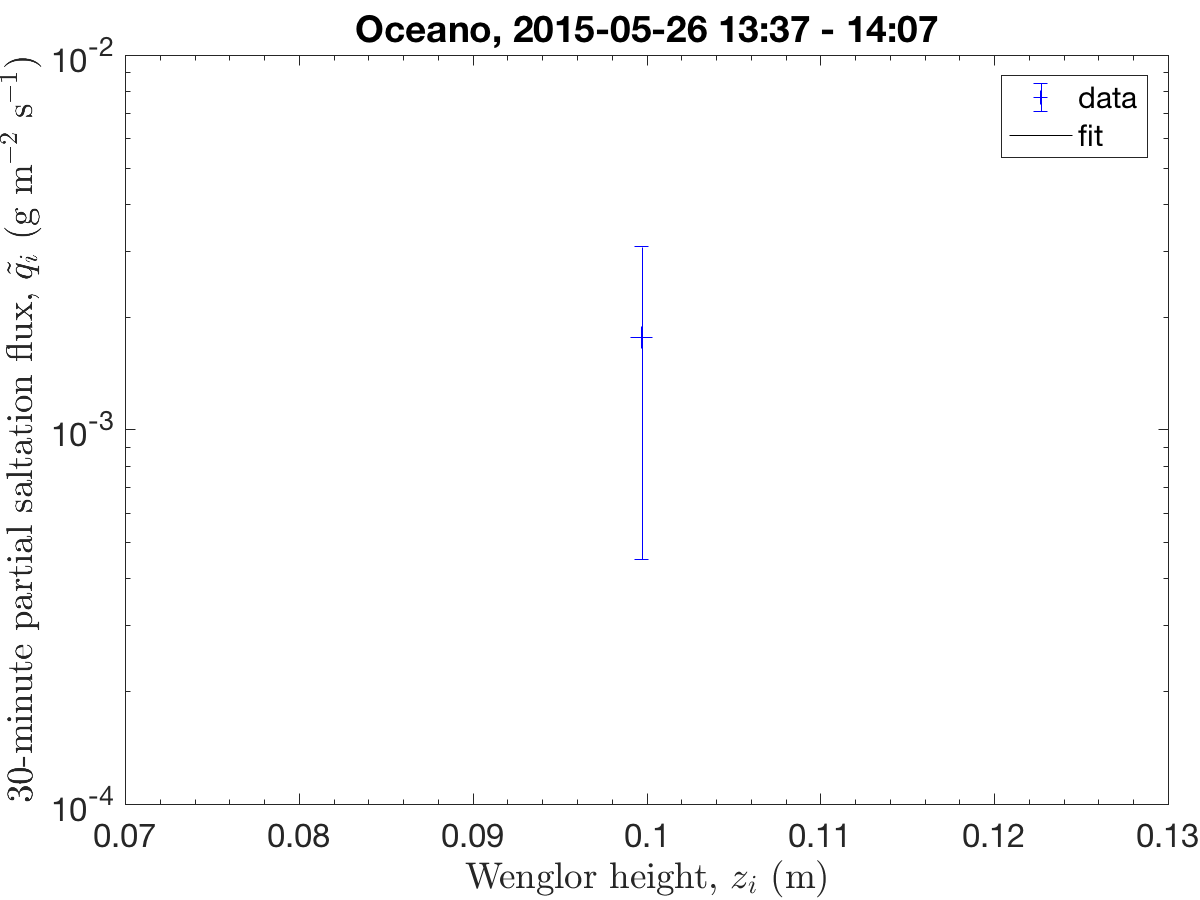 Oceano, 2015-05-26 13:37 - 14:07
30-minute partial saltation flux, q̃ᵢ (g m⁻² s⁻¹)
10⁻²
10⁻³
10⁻⁴
data
fit
0.07 0.08 0.09 0.1 0.11 0.12 0.13
Wenglor height, zᵢ (m)